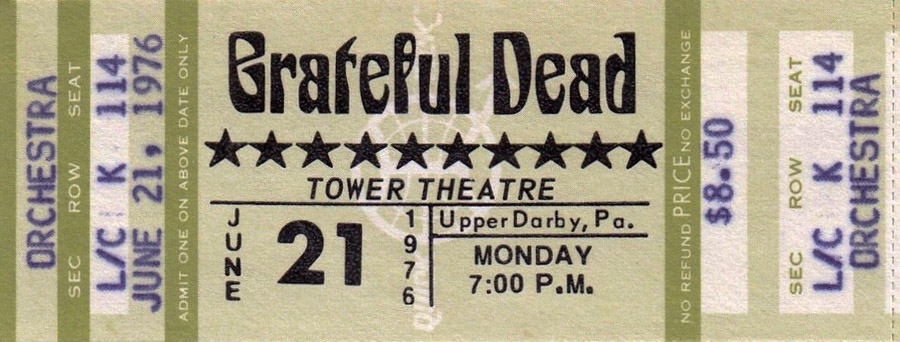 ORCHESTRA
SEC ROW SEAT
L/C K 114
JUNE 21, 1976
ADMIT ONE ON ABOVE DATE ONLY
Grateful Dead
TOWER THEATRE
JUNE
21
1976
Upper Darby, Pa.
MONDAY
7:00 P.M.
NO REFUND PRICE NO EXCHANGE
$8.50
SEC ROW SEAT
L/C K 114
ORCHESTRA